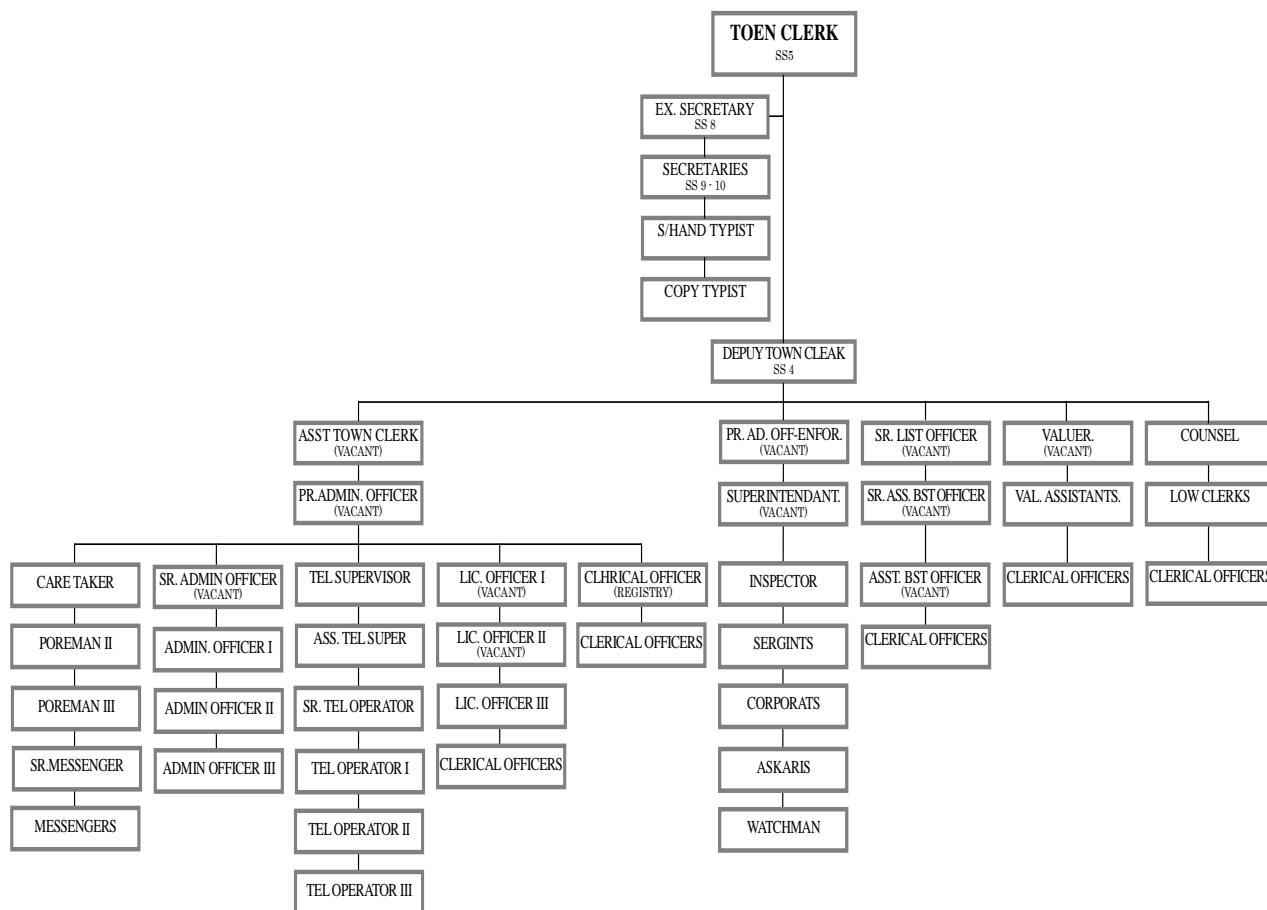 TOEN CLERK
SS5
EX. SECRETARY
SS 8
SECRETARIES
SS 9 - 10
S/HAND TYPIST
COPY TYPIST
DEPUY TOWN CLEAK
SS 4
ASST TOWN CLERK
(VACANT)
PR. AD. OFF-ENFOR.
(VACANT)
SR. LIST OFFICER
(VACANT)
VALUER.
(VACANT)
COUNSEL
PR.ADMIN. OFFICER
(VACANT)
SUPERINTENDANT.
(VACANT)
SR. ASS. BST OFFICER
(VACANT)
VAL. ASSISTANTS.
LOW CLERKS
CARE TAKER
SR. ADMIN OFFICER
(VACANT)
TEL SUPERVISOR
LIC. OFFICER I
(VACANT)
CLHRICAL OFFICER
(REGISTRY)
INSPECTOR
ASST. BST OFFICER
(VACANT)
CLERICAL OFFICERS
CLERICAL OFFICERS
POREMAN II
ADMIN. OFFICER I
ASS. TEL SUPER
LIC. OFFICER II
(VACANT)
CLERICAL OFFICERS
SERGINTS
CLERICAL OFFICERS
POREMAN III
ADMIN OFFICER II
SR. TEL OPERATOR
LIC. OFFICER III
CORPORATS
SR.MESSENGER
ADMIN OFFICER III
TEL OPERATOR I
CLERICAL OFFICERS
ASKARIS
MESSENGERS
TEL OPERATOR II
WATCHMAN
TEL OPERATOR III